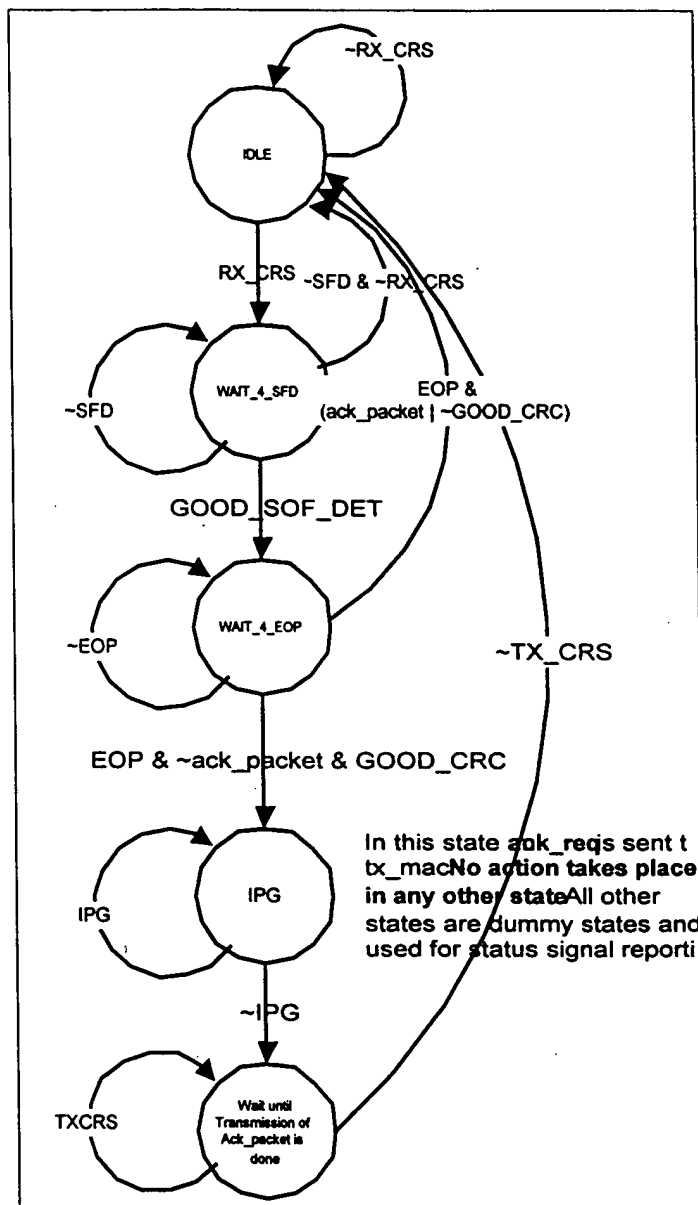 ~RX_CRS
IDLE
RX_CRS
~SFD & ~RX_CRS
WAIT_4_SFD
~SFD
EOP &
(ack_packet | ~GOOD_CRC)
GOOD_SOF_DET
WAIT_4_EOP
~EOP
~TX_CRS
EOP & ~ack_packet & GOOD_CRC
In this state ack_reqis sent t
tx_macNo action takes place
in any other stateAll other
states are dummy states and
used for status signal reporti
IPG
IPG
~IPG
Wait until
Transmission of
Ack_packet is
done
TXCRS